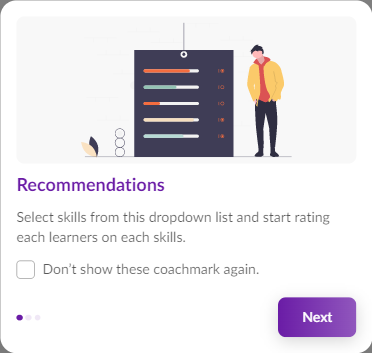 Recommendations
Select skills from this dropdown list and start rating
each learners on each skills.
Don't show these coachmark again.
Next